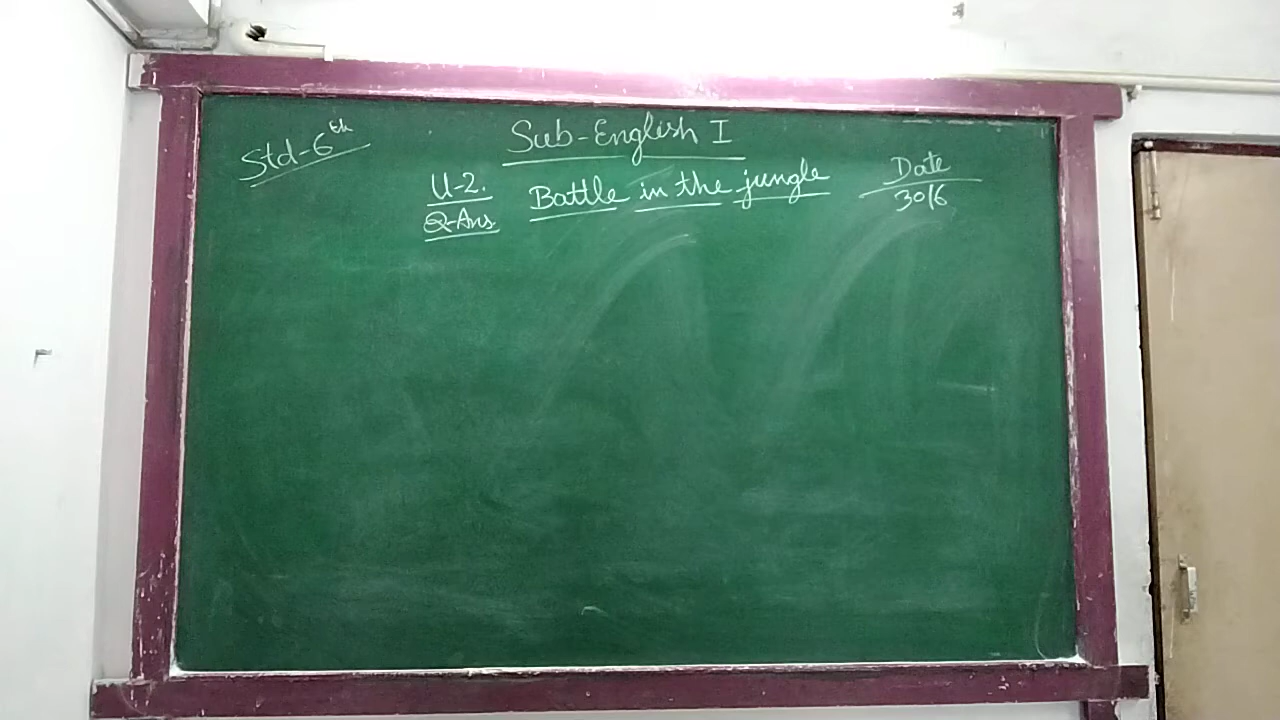 Std-6th
Sub-English I
U-2. Battle in the jungle
Q-Ans.
Date
30/6